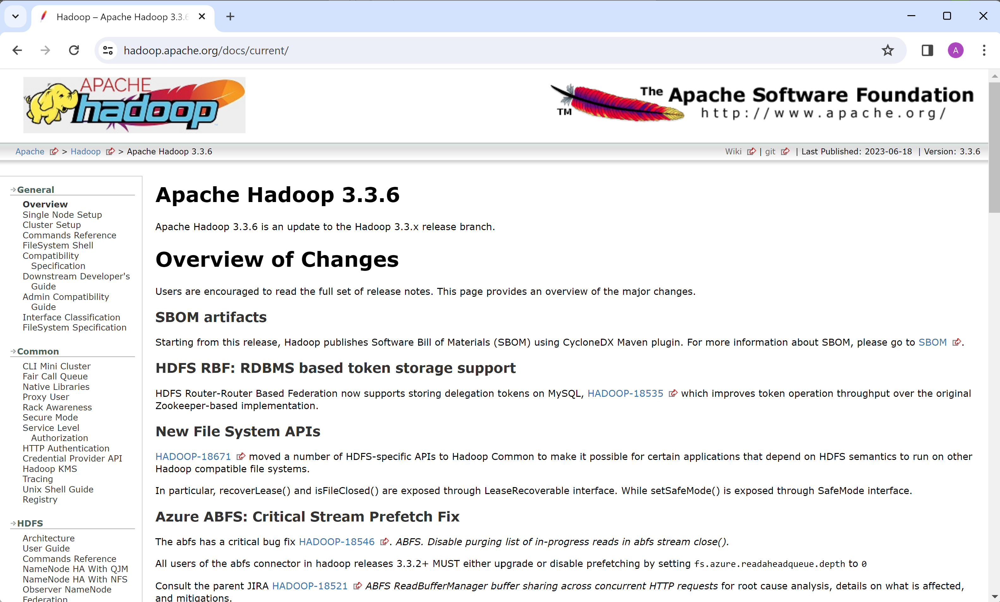 Hadoop – Apache Hadoop 3.3.6
hadoop.apache.org/docs/current/
A
APACHE
hadoop
The Apache Software Foundation
TM
http://www.apache.org/
Apache > Hadoop > Apache Hadoop 3.3.6
Wiki | git | Last Published: 2023-06-18 | Version: 3.3.6
General
Overview
Single Node Setup
Cluster Setup
Commands Reference
FileSystem Shell
Compatibility
Specification
Downstream Developer's
Guide
Admin Compatibility
Guide
Interface Classification
FileSystem Specification
Common
CLI Mini Cluster
Fair Call Queue
Native Libraries
Proxy User
Rack Awareness
Secure Mode
Service Level
Authorization
HTTP Authentication
Credential Provider API
Hadoop KMS
Tracing
Unix Shell Guide
Registry
HDFS
Architecture
User Guide
Commands Reference
NameNode HA With QJM
NameNode HA With NFS
Observer NameNode
Federation
Apache Hadoop 3.3.6
Apache Hadoop 3.3.6 is an update to the Hadoop 3.3.x release branch.
Overview of Changes
Users are encouraged to read the full set of release notes. This page provides an overview of the major changes.
SBOM artifacts
Starting from this release, Hadoop publishes Software Bill of Materials (SBOM) using CycloneDX Maven plugin. For more information about SBOM, please go to SBOM.
HDFS RBF: RDBMS based token storage support
HDFS Router-Router Based Federation now supports storing delegation tokens on MySQL, HADOOP-18535 which improves token operation throughput over the original
Zookeeper-based implementation.
New File System APIs
HADOOP-18671 moved a number of HDFS-specific APIs to Hadoop Common to make it possible for certain applications that depend on HDFS semantics to run on other
Hadoop compatible file systems.
In particular, recoverLease() and isFileClosed() are exposed through LeaseRecoverable interface. While setSafeMode() is exposed through SafeMode interface.
Azure ABFS: Critical Stream Prefetch Fix
The abfs has a critical bug fix HADOOP-18546. ABFS. Disable purging list of in-progress reads in abfs stream close().
All users of the abfs connector in hadoop releases 3.3.2+ MUST either upgrade or disable prefetching by setting fs.azure.readaheadqueue.depth to 0
Consult the parent JIRA HADOOP-18521 ABFS ReadBufferManager buffer sharing across concurrent HTTP requests for root cause analysis, details on what is affected,
and mitigations.